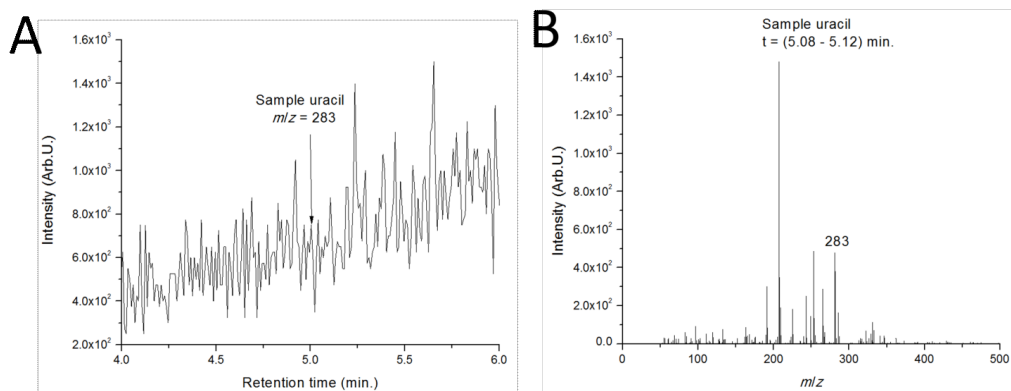 A
1.6x10³
1.4x10³
1.2x10³
1.0x10³
8.0x10²
6.0x10²
4.0x10²
2.0x10²
Intensity (Arb.U.)
Sample uracil
m/z = 283
4.0 4.5 5.0 5.5 6.0
Retention time (min.)
B
Sample uracil
t = (5.08 - 5.12) min.
1.6x10³
1.4x10³
1.2x10³
1.0x10³
8.0x10²
6.0x10²
4.0x10²
2.0x10²
0.0
Intensity (Arb.U.)
283
0 100 200 300 400 500
m/z